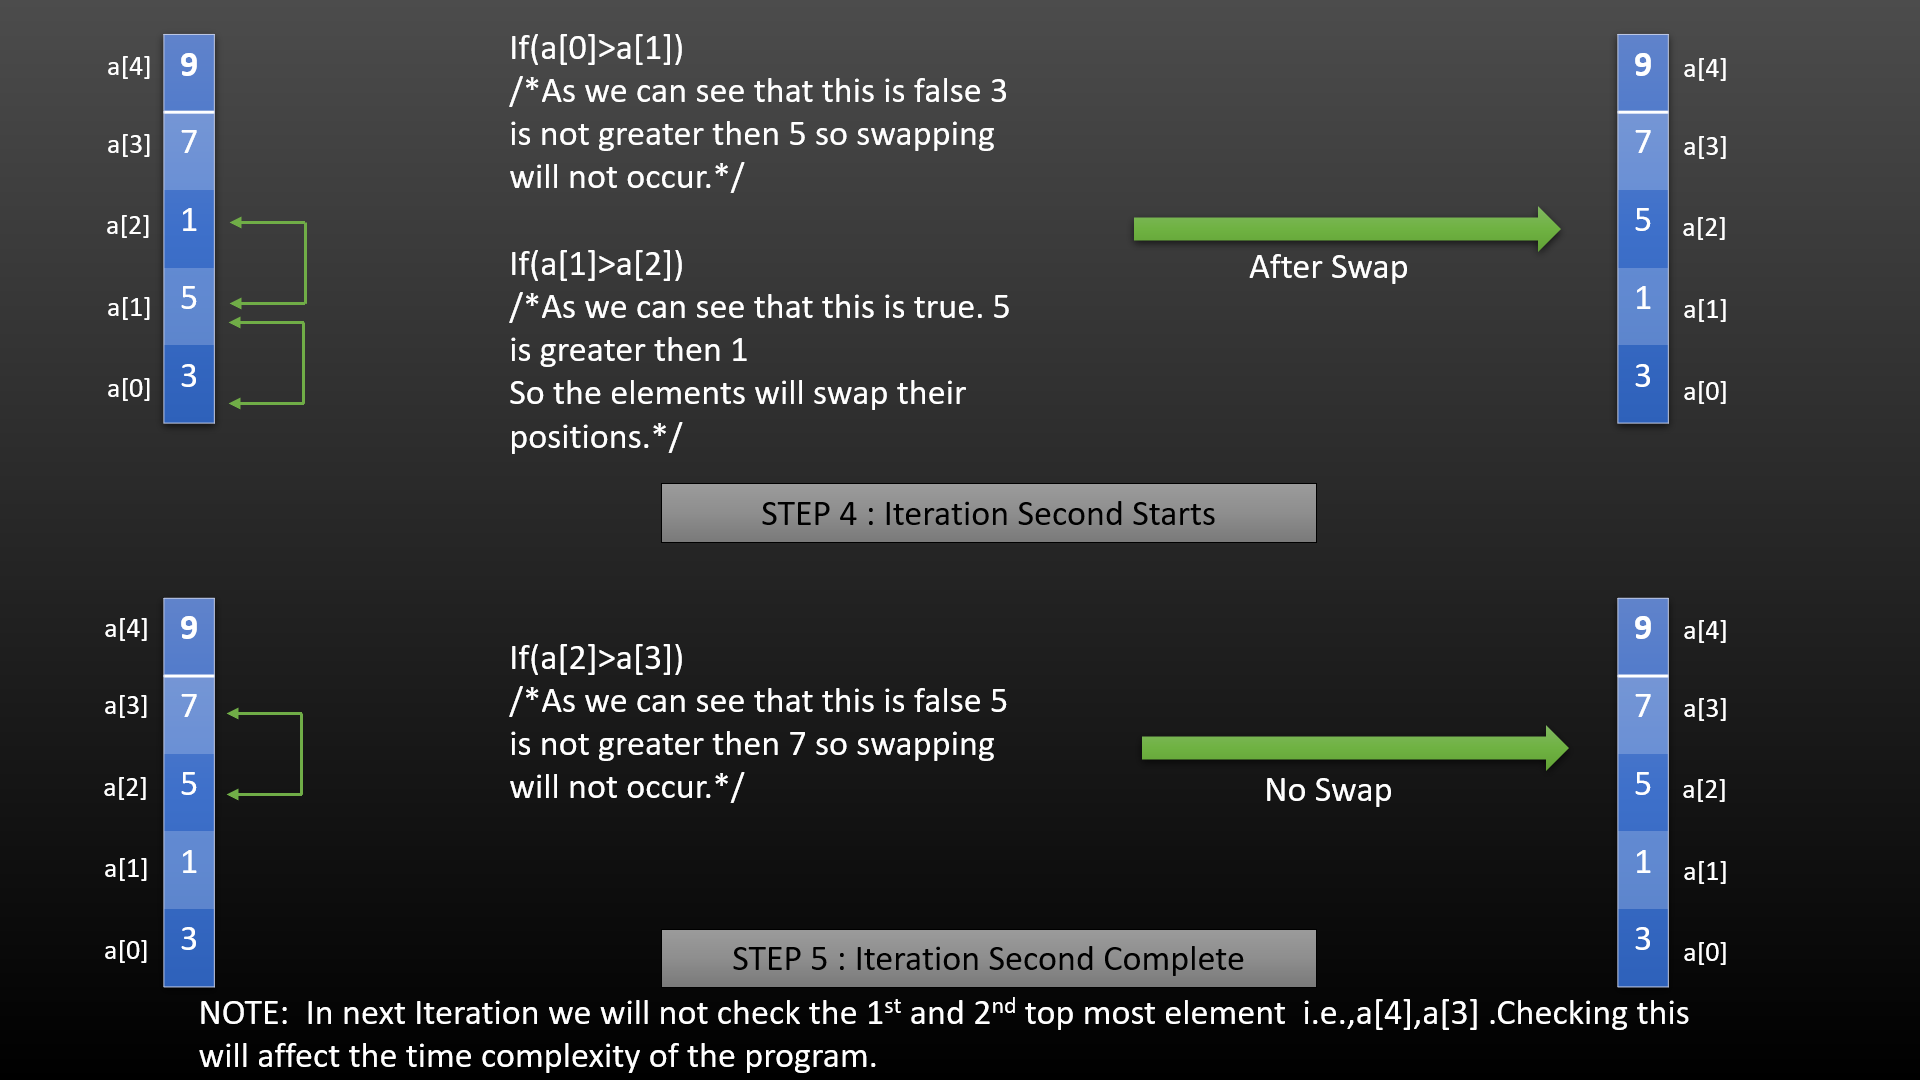 a[4] 9
a[3] 7
a[2] 1
a[1] 5
a[0] 3
If(a[0]>a[1])
/*As we can see that this is false 3
is not greater then 5 so swapping
will not occur.*/
If(a[1]>a[2])
/*As we can see that this is true. 5
is greater then 1
So the elements will swap their
positions.*/
After Swap
9 a[4]
7 a[3]
5 a[2]
1 a[1]
3 a[0]
STEP 4 : Iteration Second Starts
a[4] 9
a[3] 7
a[2] 5
a[1] 1
a[0] 3
If(a[2]>a[3])
/*As we can see that this is false 5
is not greater then 7 so swapping
will not occur.*/
No Swap
9 a[4]
7 a[3]
5 a[2]
1 a[1]
3 a[0]
STEP 5 : Iteration Second Complete
NOTE:  In next Iteration we will not check the 1st and 2nd top most element  i.e.,a[4],a[3] .Checking this
will affect the time complexity of the program.